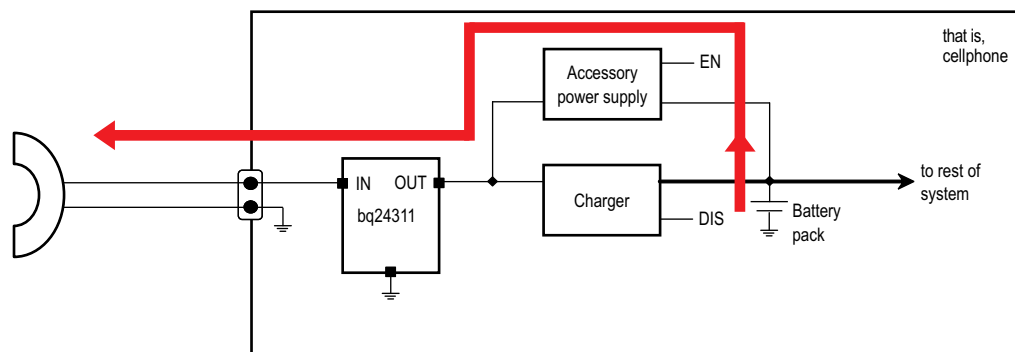 that is,
cellphone
EN
Accessory
power supply
IN
OUT
bq24311
Charger
DIS
to rest of
system
Battery
pack